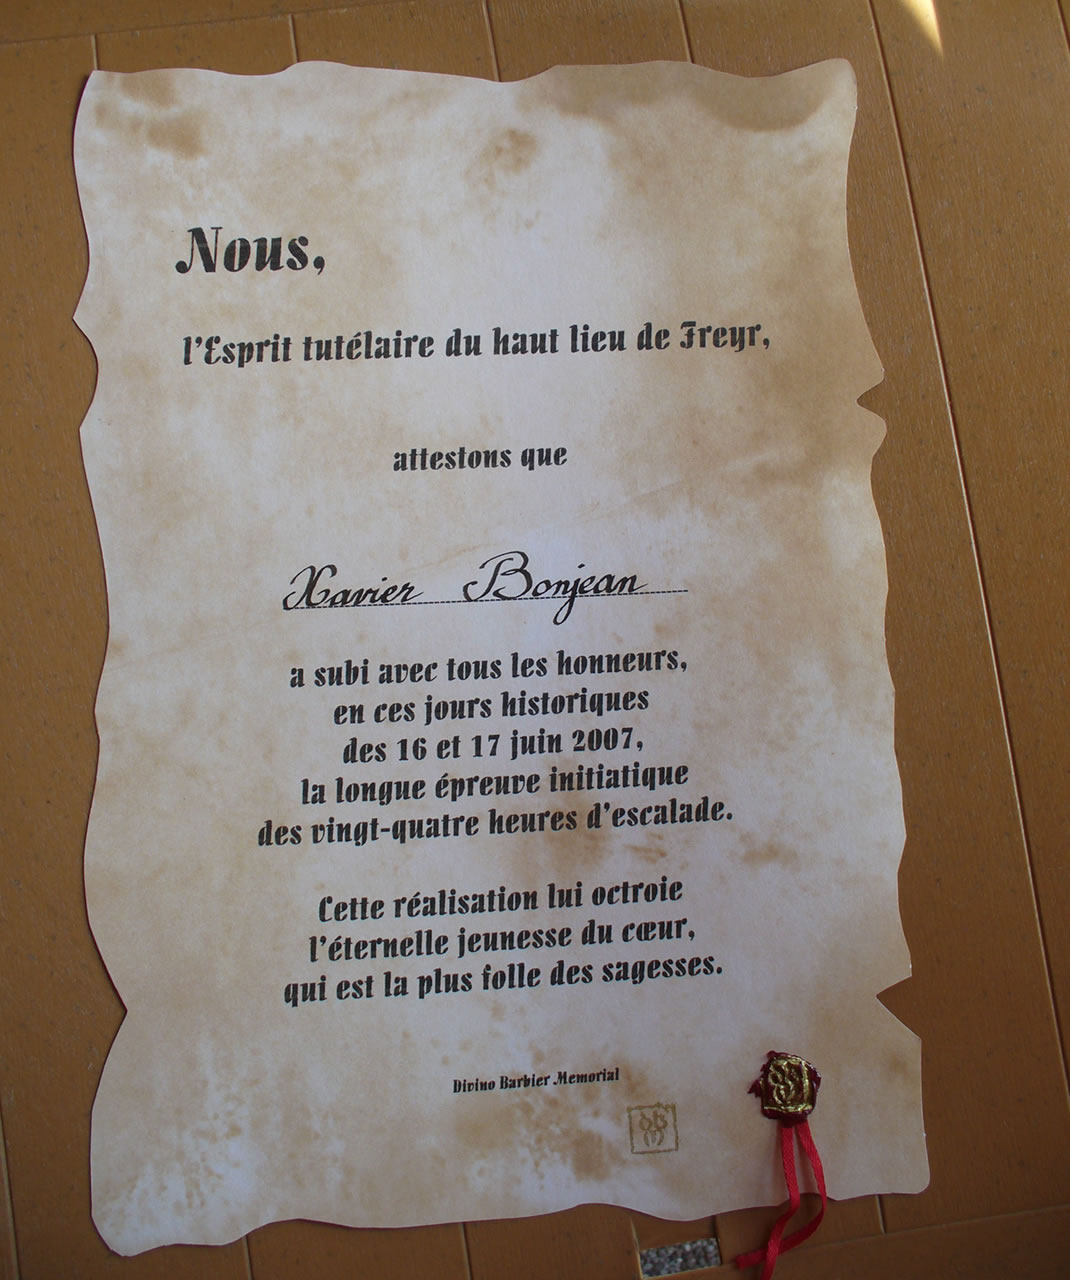 Nous,
l'Esprit tutélaire du haut lieu de Freyr,
attestons que
Xavier Bonjean
a subi avec tous les honneurs,
en ces jours historiques
des 16 et 17 juin 2007,
la longue épreuve initiatique
des vingt-quatre heures d'escalade.
Cette réalisation lui octroie
l'éternelle jeunesse du cœur,
qui est la plus folle des sagesses.
Divino Barbier Memorial